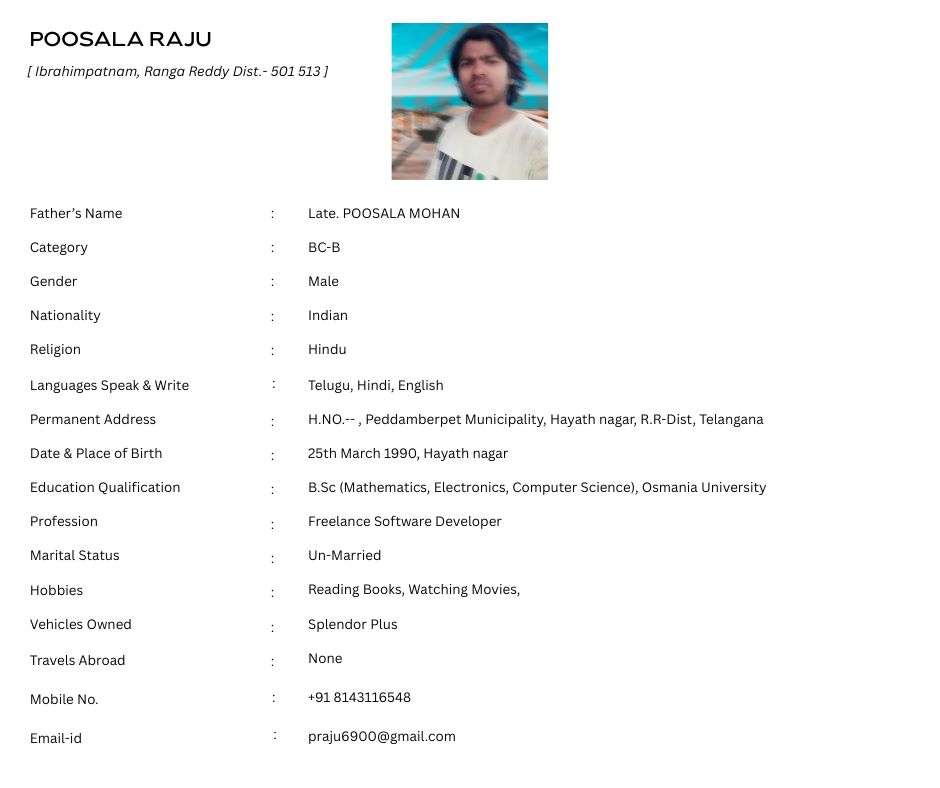 POOSALA RAJU
[ Ibrahimpatnam, Ranga Reddy Dist.- 501 513 ]
Father’s Name : Late. POOSALA MOHAN
Category : BC-B
Gender : Male
Nationality : Indian
Religion : Hindu
Languages Speak & Write : Telugu, Hindi, English
Permanent Address : H.NO.-- , Peddamberpet Municipality, Hayath nagar, R.R-Dist, Telangana
Date & Place of Birth : 25th March 1990, Hayath nagar
Education Qualification : B.Sc (Mathematics, Electronics, Computer Science), Osmania University
Profession : Freelance Software Developer
Marital Status : Un-Married
Hobbies : Reading Books, Watching Movies,
Vehicles Owned : Splendor Plus
Travels Abroad : None
Mobile No. : +91 8143116548
Email-id : praju6900@gmail.com